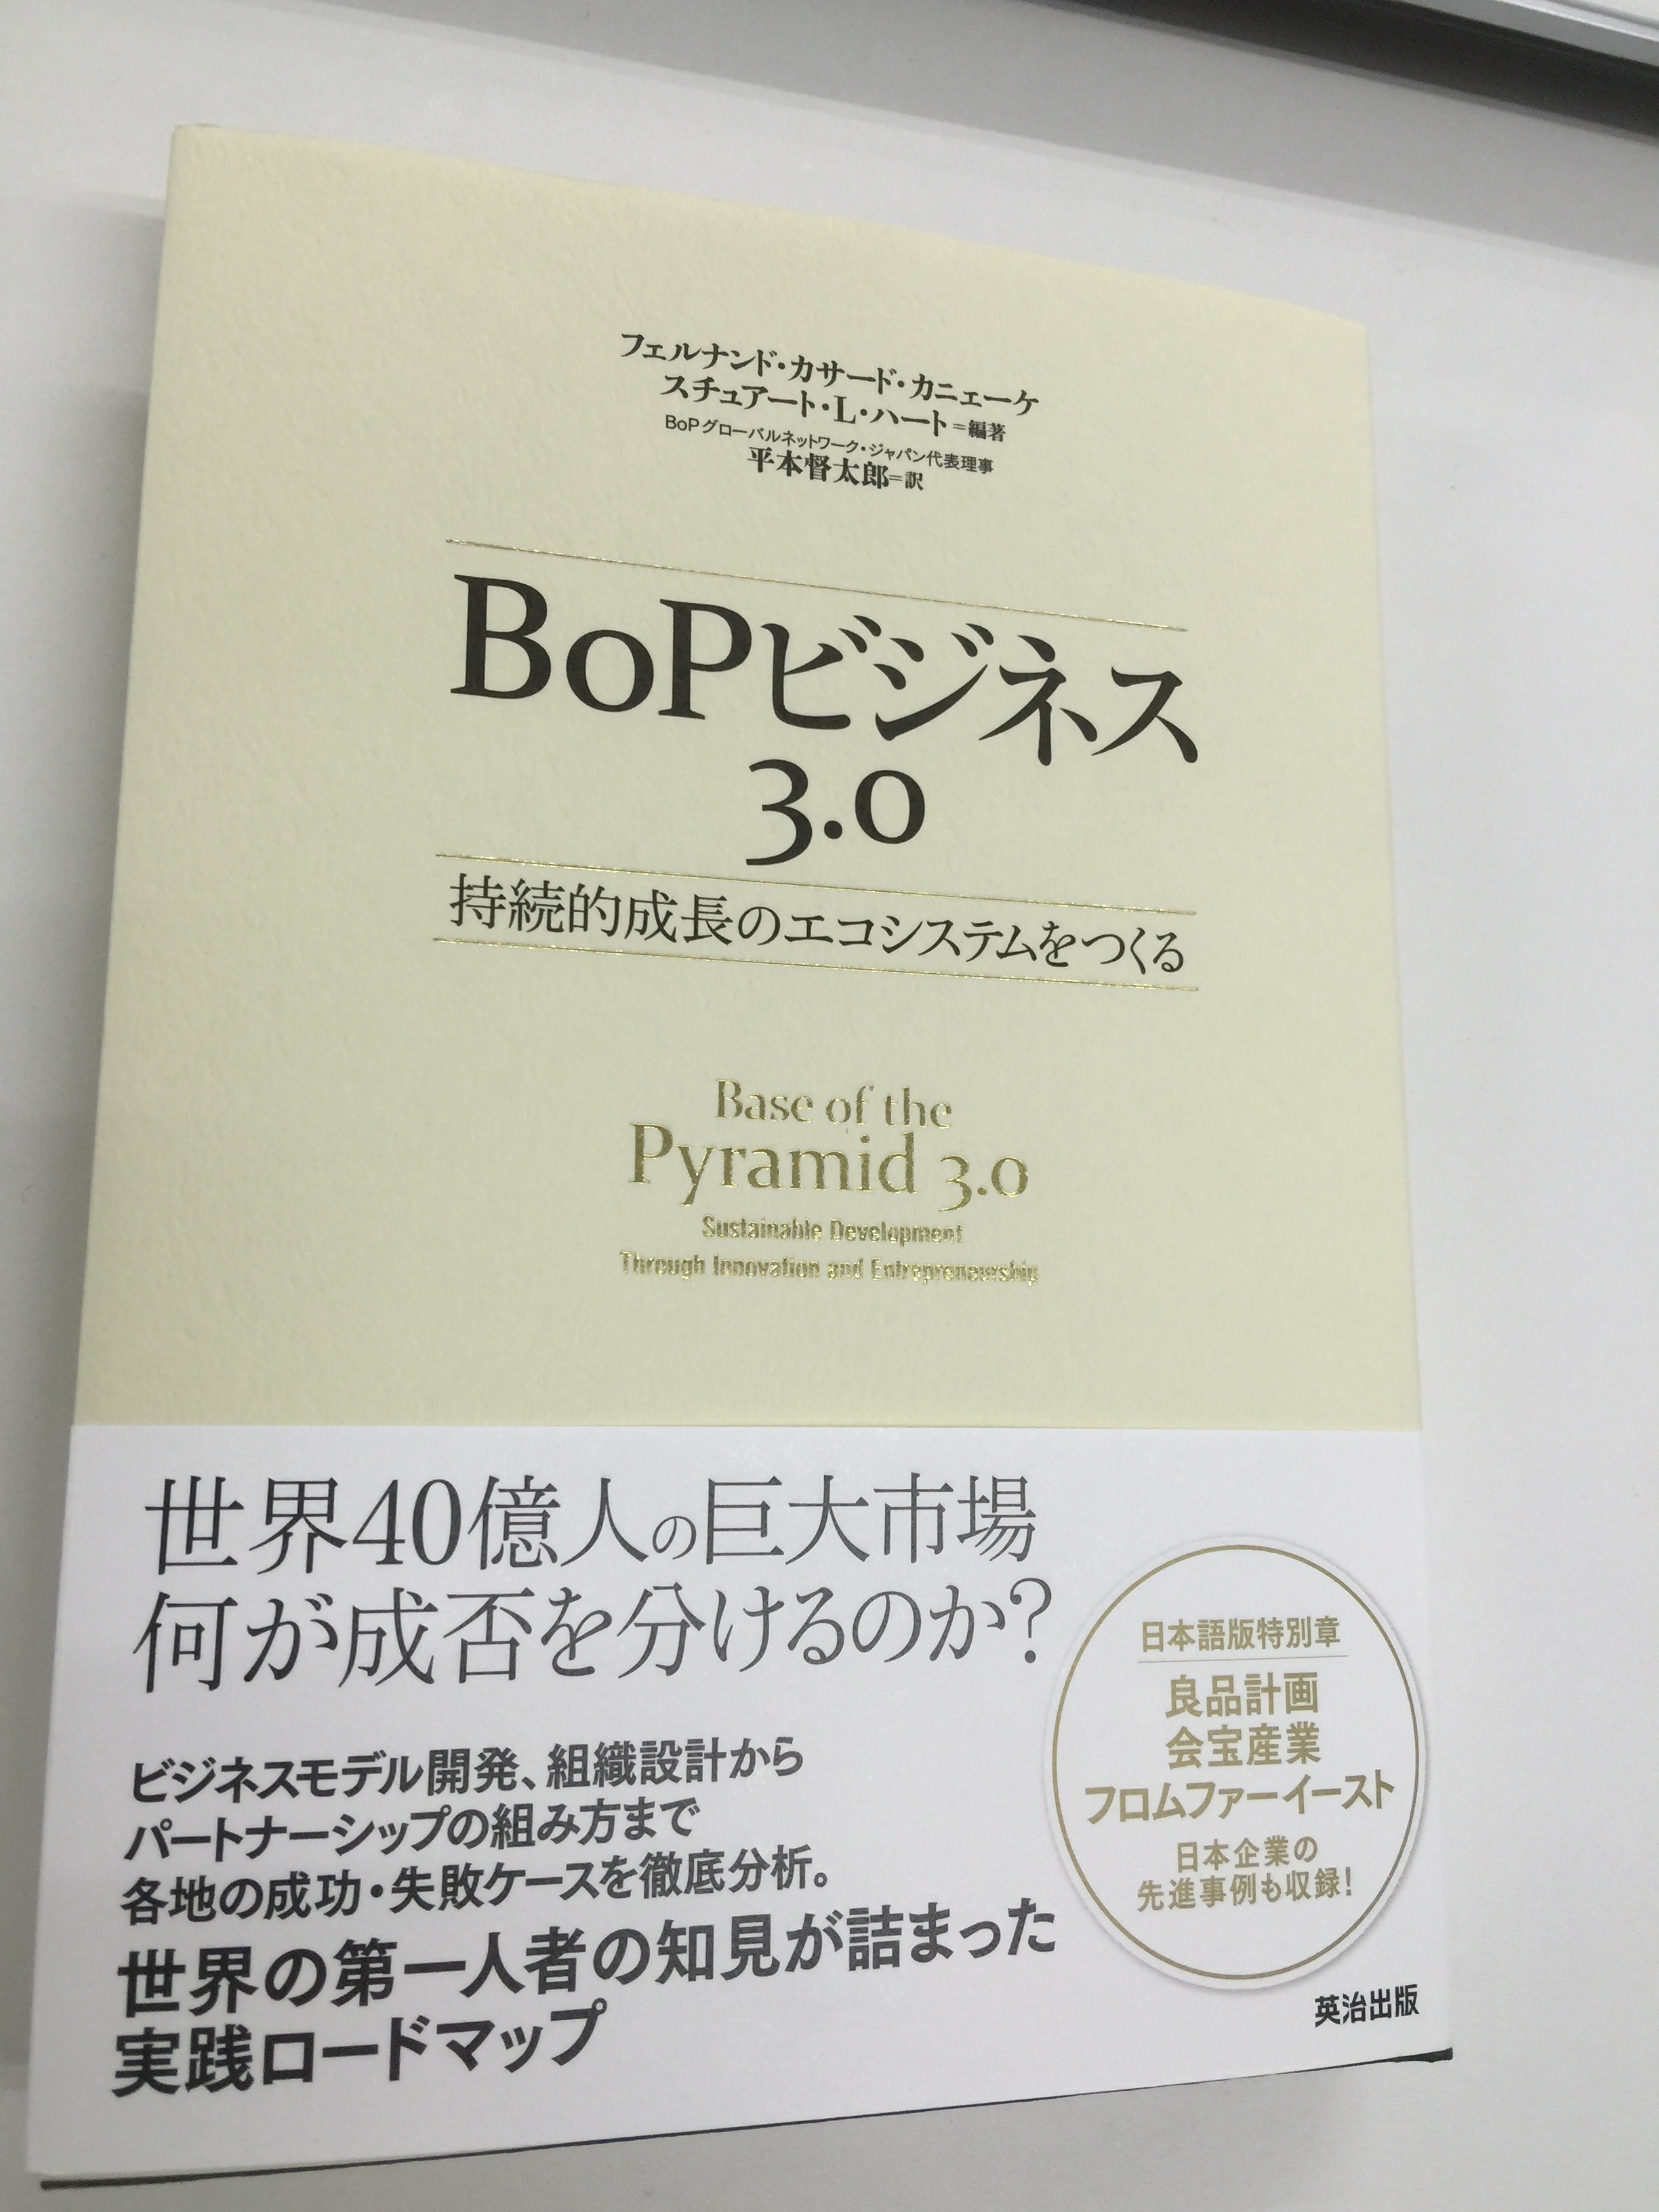 フェルナンド・カサード・カニェーケ
スチュアート・L・ハート=編著
BoPグローバルネットワーク・ジャパン代表理事
平本督太郎=訳
BoPビジネス
3.0
持続的成長のエコシステムをつくる
Base of the
Pyramid 3.0
Sustainable Development
Through Innovation and Entrepreneurship
世界40億人の巨大市場
何が成否を分けるのか?
ビジネスモデル開発、組織設計から
パートナーシップの組み方まで
各地の成功・失敗ケースを徹底分析。
世界の第一人者の知見が詰まった
実践ロードマップ
日本語版特別章
良品計画
会宝産業
フロムファーイースト
日本企業の
先進事例も収録!
英治出版